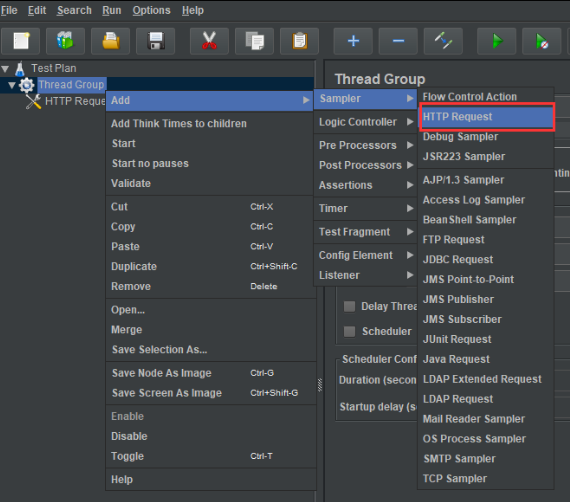 File Edit Search Run Options Help
Test Plan
Thread Group
HTTP Reque
Thread Group
Add
Add Think Times to children
Start
Start no pauses
Validate
Cut Ctrl-X
Copy Ctrl-C
Paste Ctrl-V
Duplicate Ctrl+Shift-C
Remove Delete
Open...
Merge
Save Selection As...
Save Node As Image Ctrl-G
Save Screen As Image Ctrl+Shift-G
Enable
Disable
Toggle Ctrl-T
Help
Sampler
Logic Controller
Pre Processors
Post Processors
Assertions
Timer
Test Fragment
Config Element
Listener
Flow Control Action
HTTP Request
Debug Sampler
JSR223 Sampler
AJP/1.3 Sampler
Access Log Sampler
BeanShell Sampler
FTP Request
JDBC Request
JMS Point-to-Point
JMS Publisher
JMS Subscriber
JUnit Request
Java Request
LDAP Extended Request
LDAP Request
Mail Reader Sampler
OS Process Sampler
SMTP Sampler
TCP Sampler
tin
Delay Threa
Scheduler
Scheduler Conf
Duration (secon
Startup delay (s